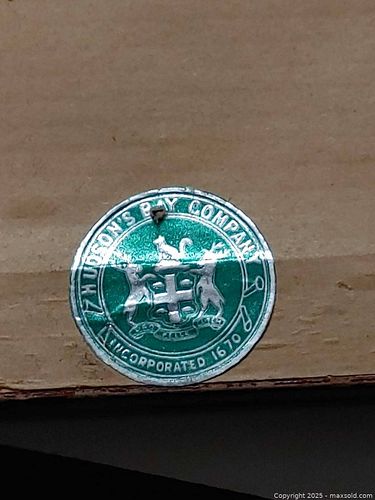 HUDSON'S BAY COMPANY
INCORPORATED 1670
Copyright © 2025 - maxsold.com